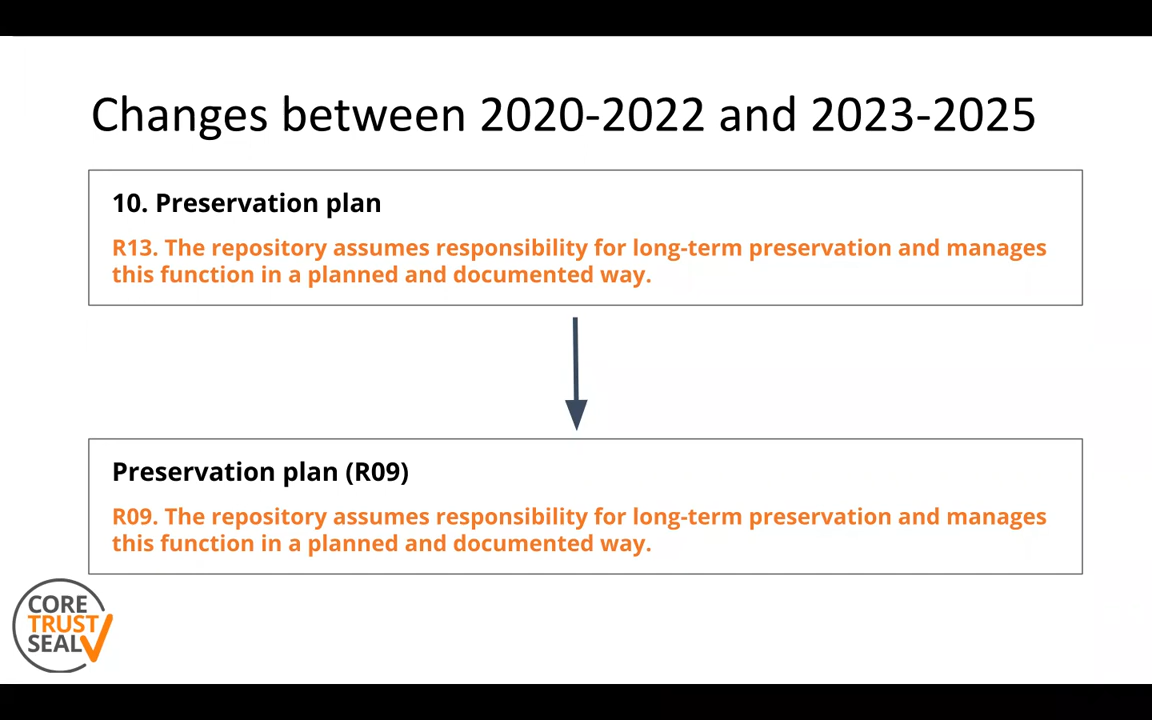 Changes between 2020-2022 and 2023-2025
10. Preservation plan
R13. The repository assumes responsibility for long-term preservation and manages
this function in a planned and documented way.
Preservation plan (R09)
R09. The repository assumes responsibility for long-term preservation and manages
this function in a planned and documented way.
CORE
TRUST
SEAL